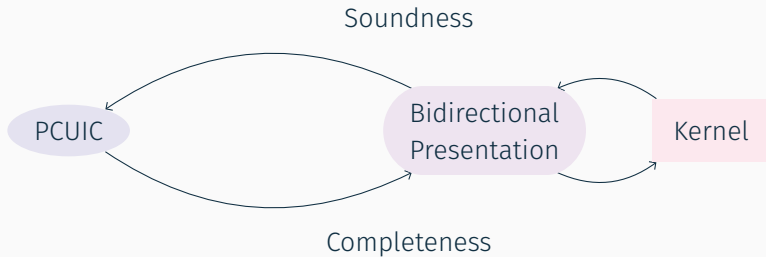 Soundness
PCUIC
Bidirectional
Presentation
Kernel
Completeness